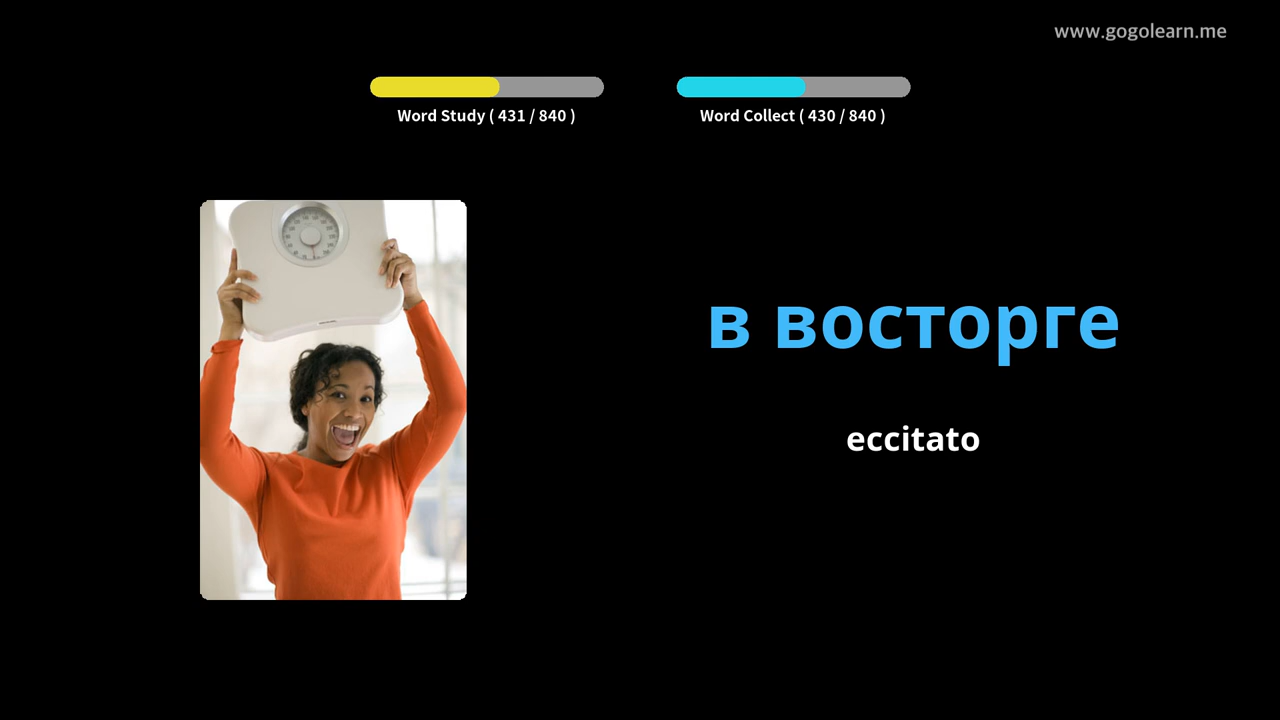 www.gogolearn.me
Word Study ( 431 / 840 )
Word Collect ( 430 / 840 )
в восторге
eccitato